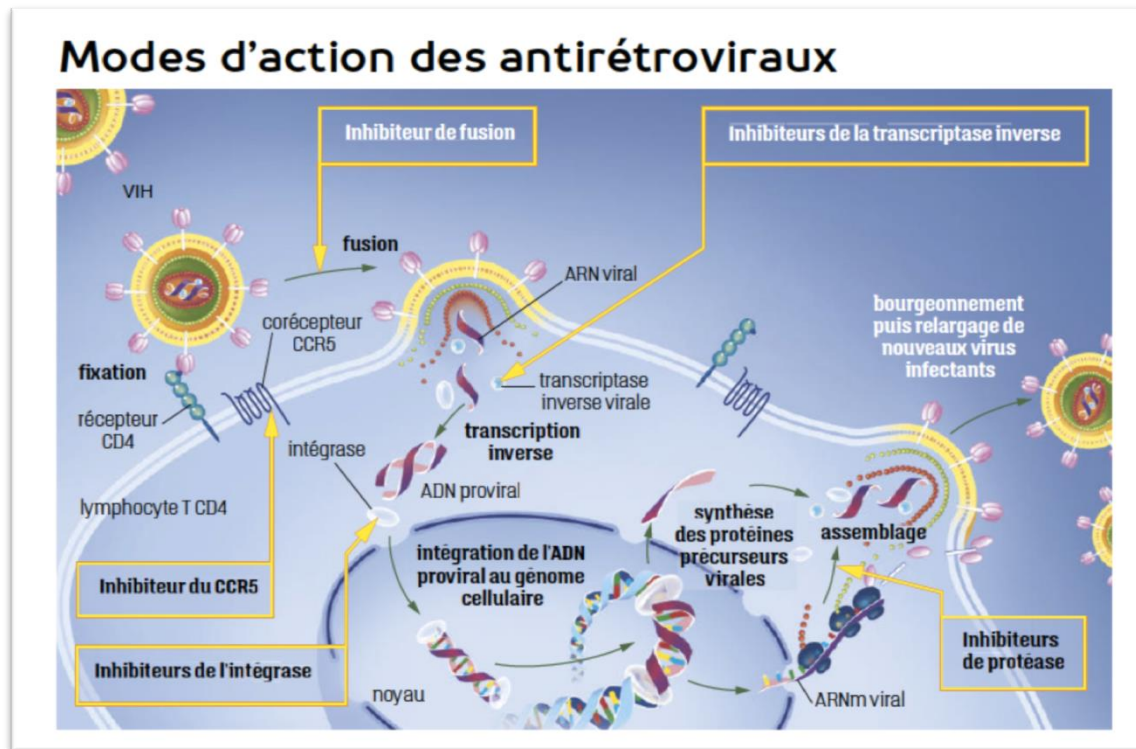 Modes d'action des antirétroviraux
Inhibiteur de fusion
Inhibiteurs de la transcriptase inverse
VIH
fusion
ARN viral
bourgeonnement
puis relargage de
nouveaux virus
infectants
corécepteur
CCR5
fixation
récepteur
CD4
transcriptase
inverse virale
transcription
inverse
intégrase
ADN proviral
lymphocyte T CD4
synthèse
des protéines
précurseurs
virales
assemblage
intégration de l'ADN
proviral au génome
cellulaire
Inhibiteur du CCR5
Inhibiteurs de l'intégrase
Inhibiteurs
de protéase
noyau
ARNm viral